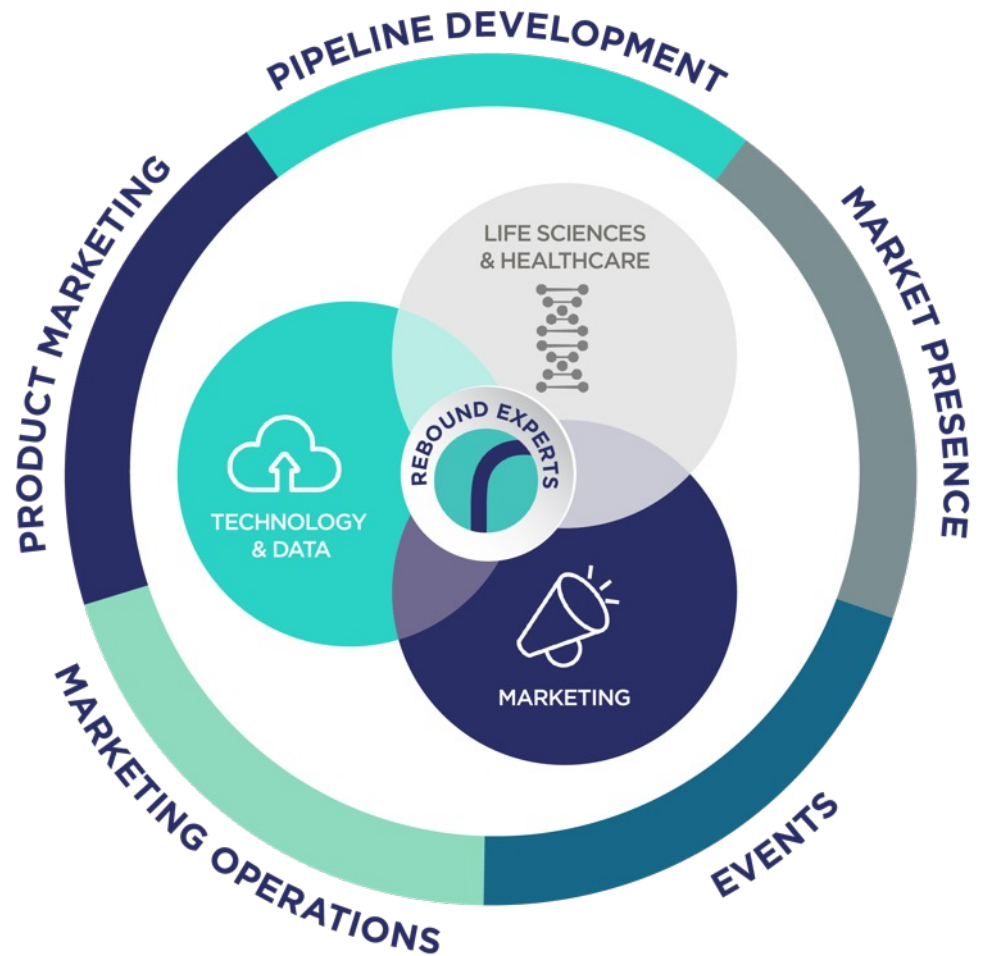 PIPELINE DEVELOPMENT
PRODUCT MARKETING
MARKET PRESENCE
LIFE SCIENCES
& HEALTHCARE
REBOUND EXPERTS
TECHNOLOGY
& DATA
MARKETING
MARKETING OPERATIONS
EVENTS